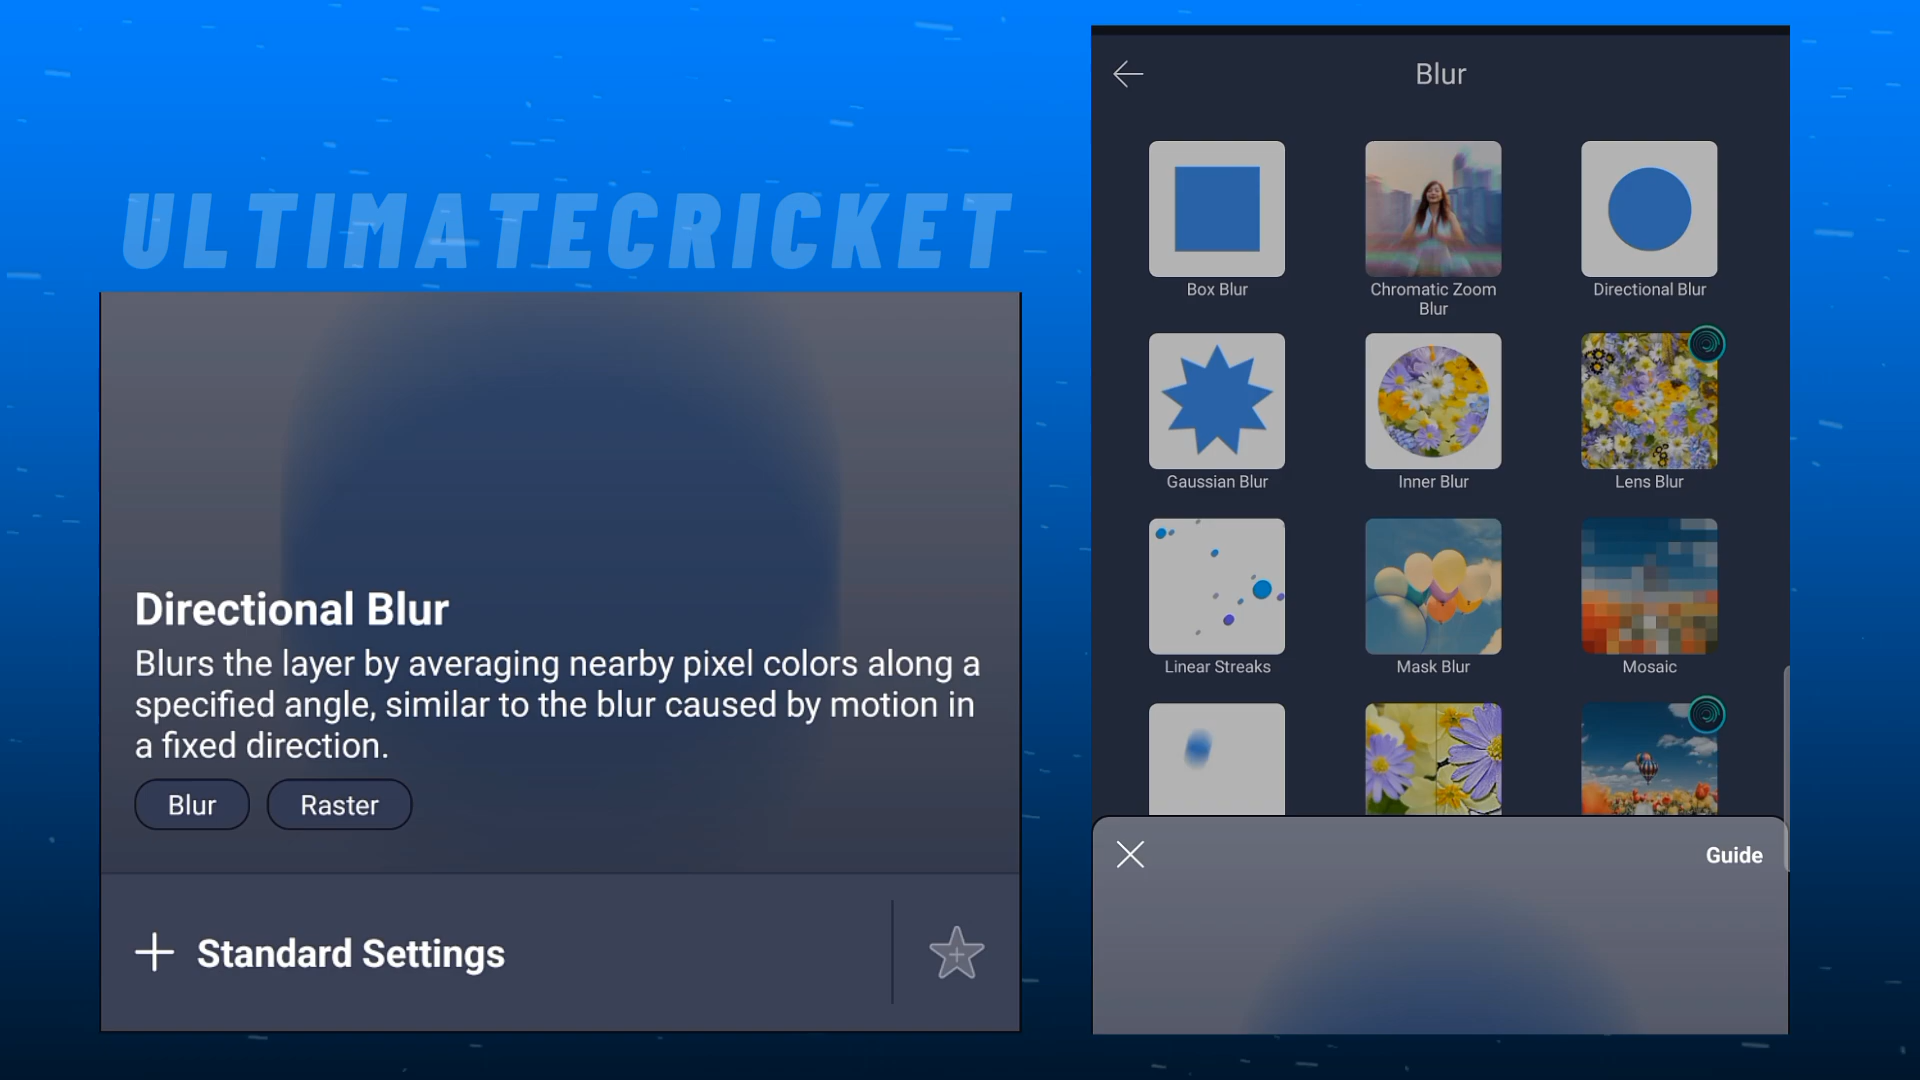 ULTIMATECRICKET
Directional Blur
Blurs the layer by averaging nearby pixel colors along a
specified angle, similar to the blur caused by motion in
a fixed direction.
Blur
Raster
Standard Settings
Blur
Box Blur
Chromatic Zoom
Blur
Directional Blur
Gaussian Blur
Inner Blur
Lens Blur
Linear Streaks
Mask Blur
Mosaic
Guide